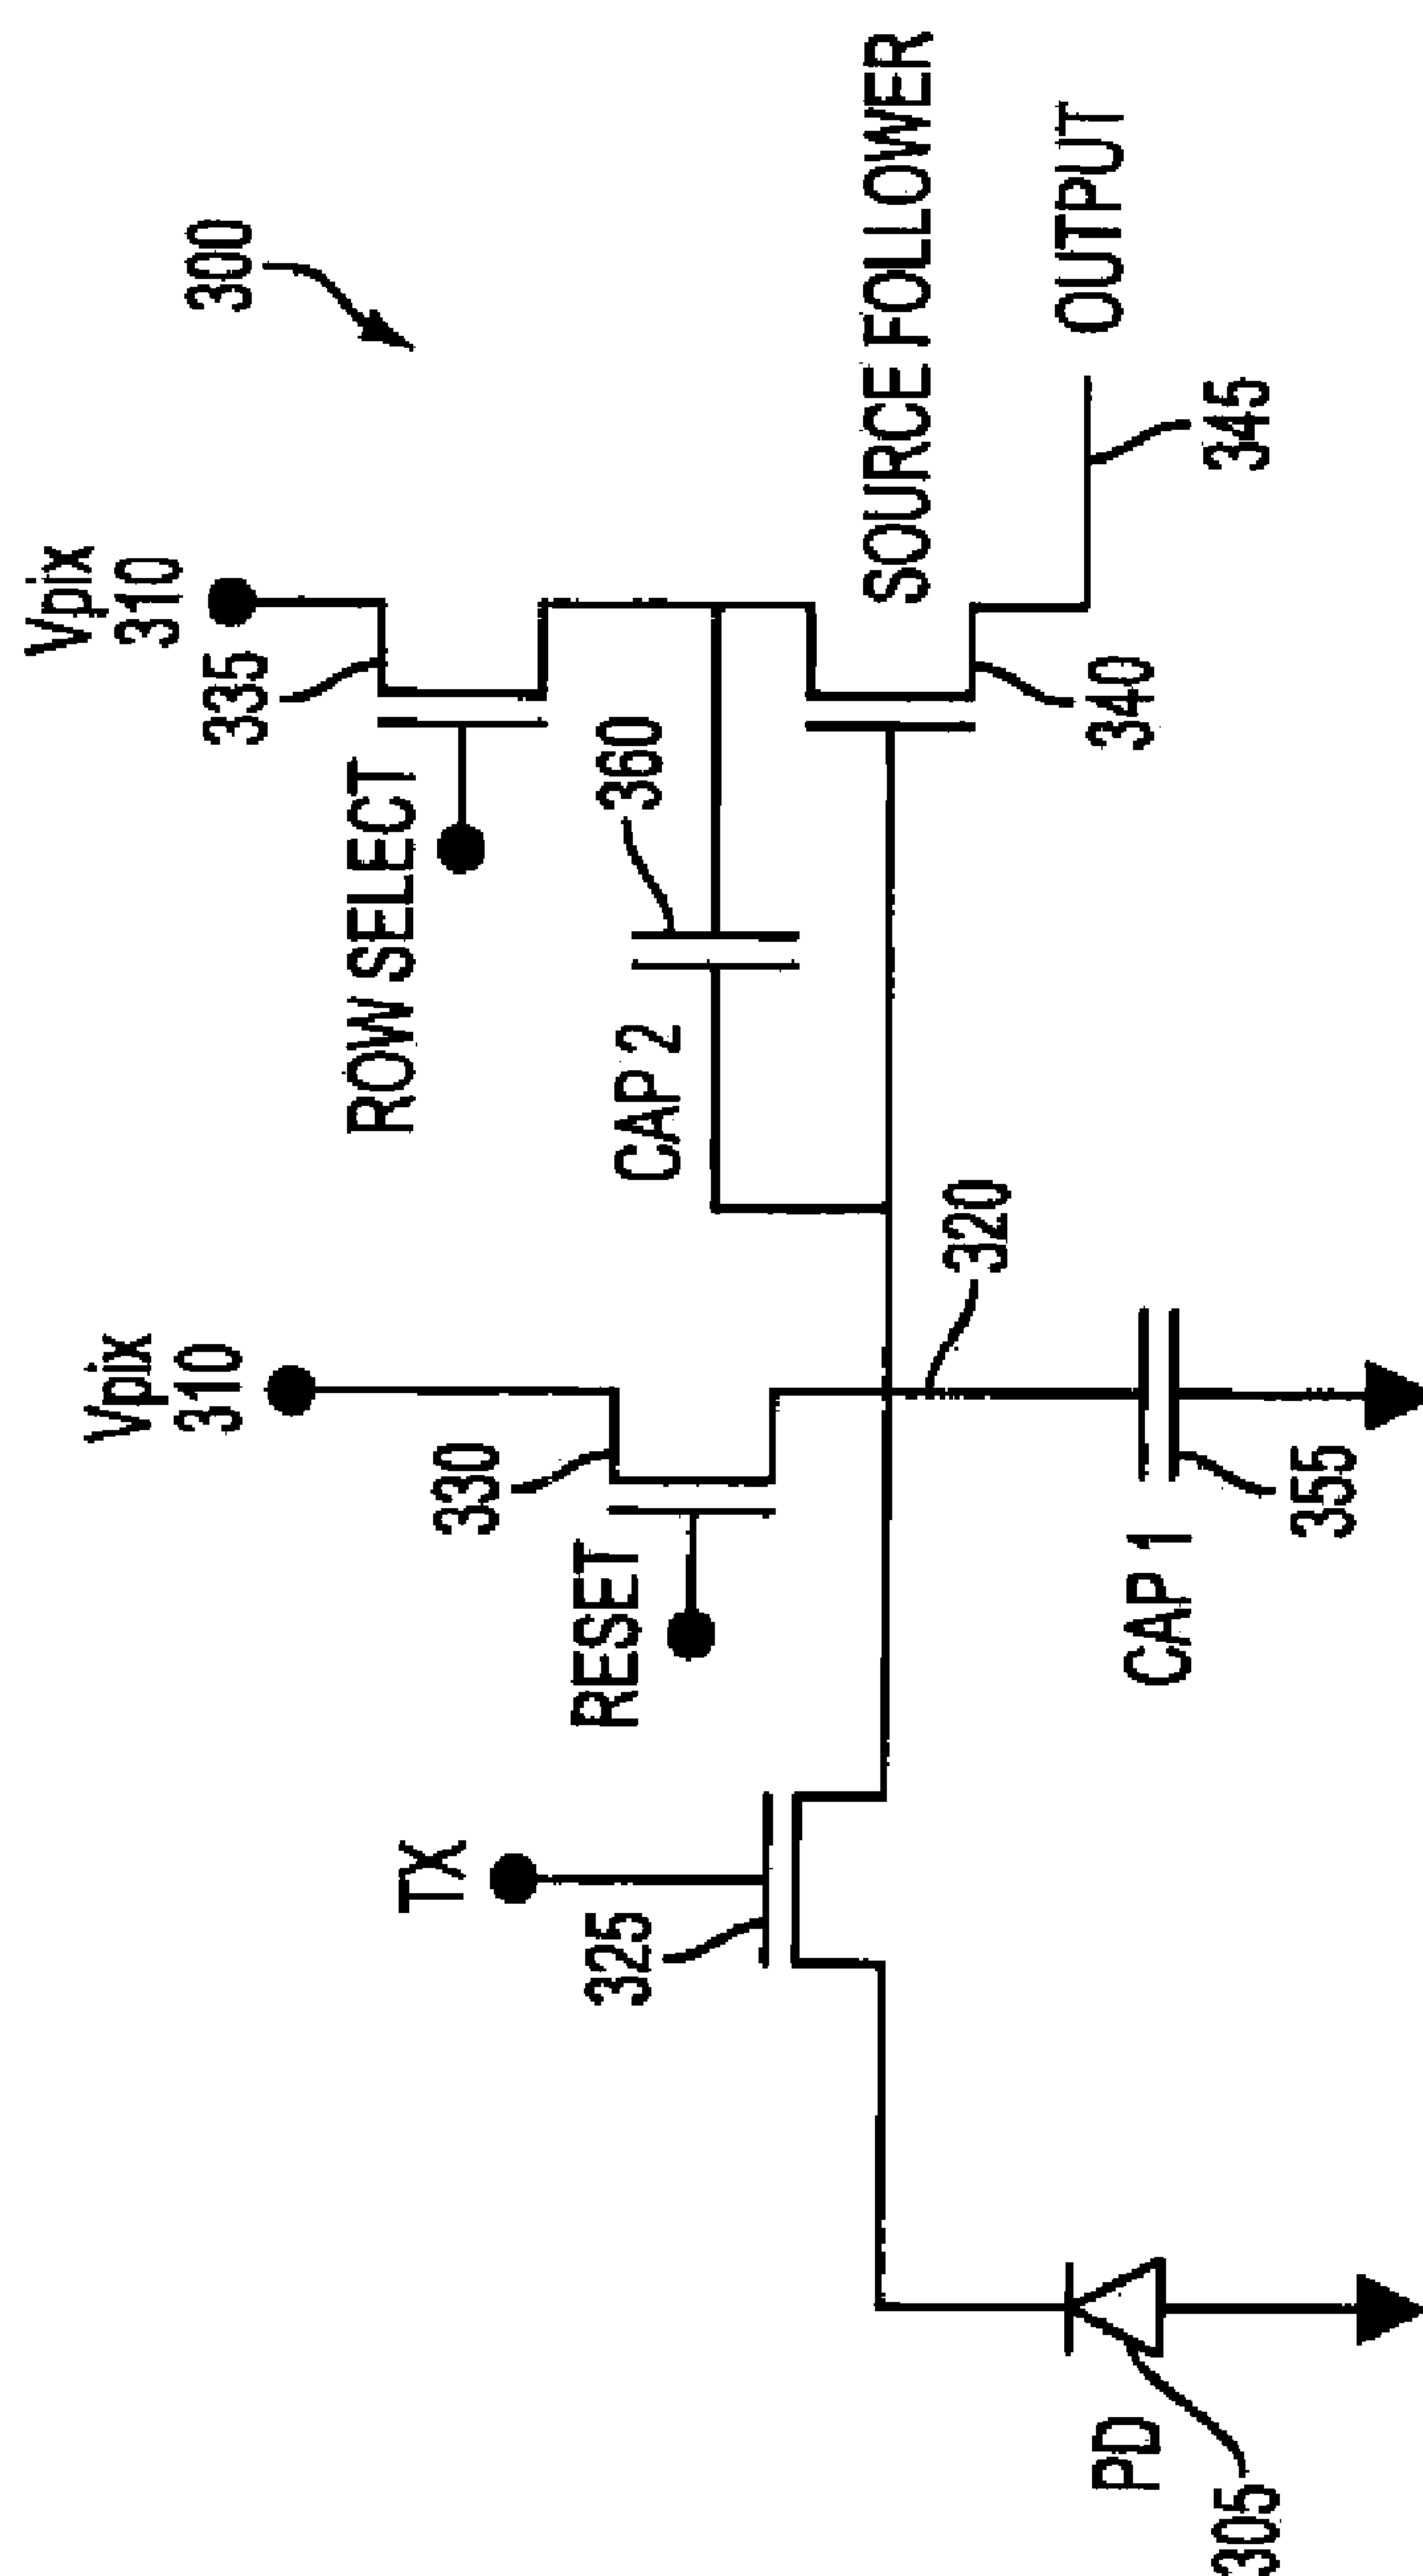 300
Vpix
310
335
ROW SELECT
360
CAP 2
SOURCE FOLLOWER
OUTPUT
345
340
Vpix
310
330
RESET
320
CAP 1
355
TX
325
PD
305